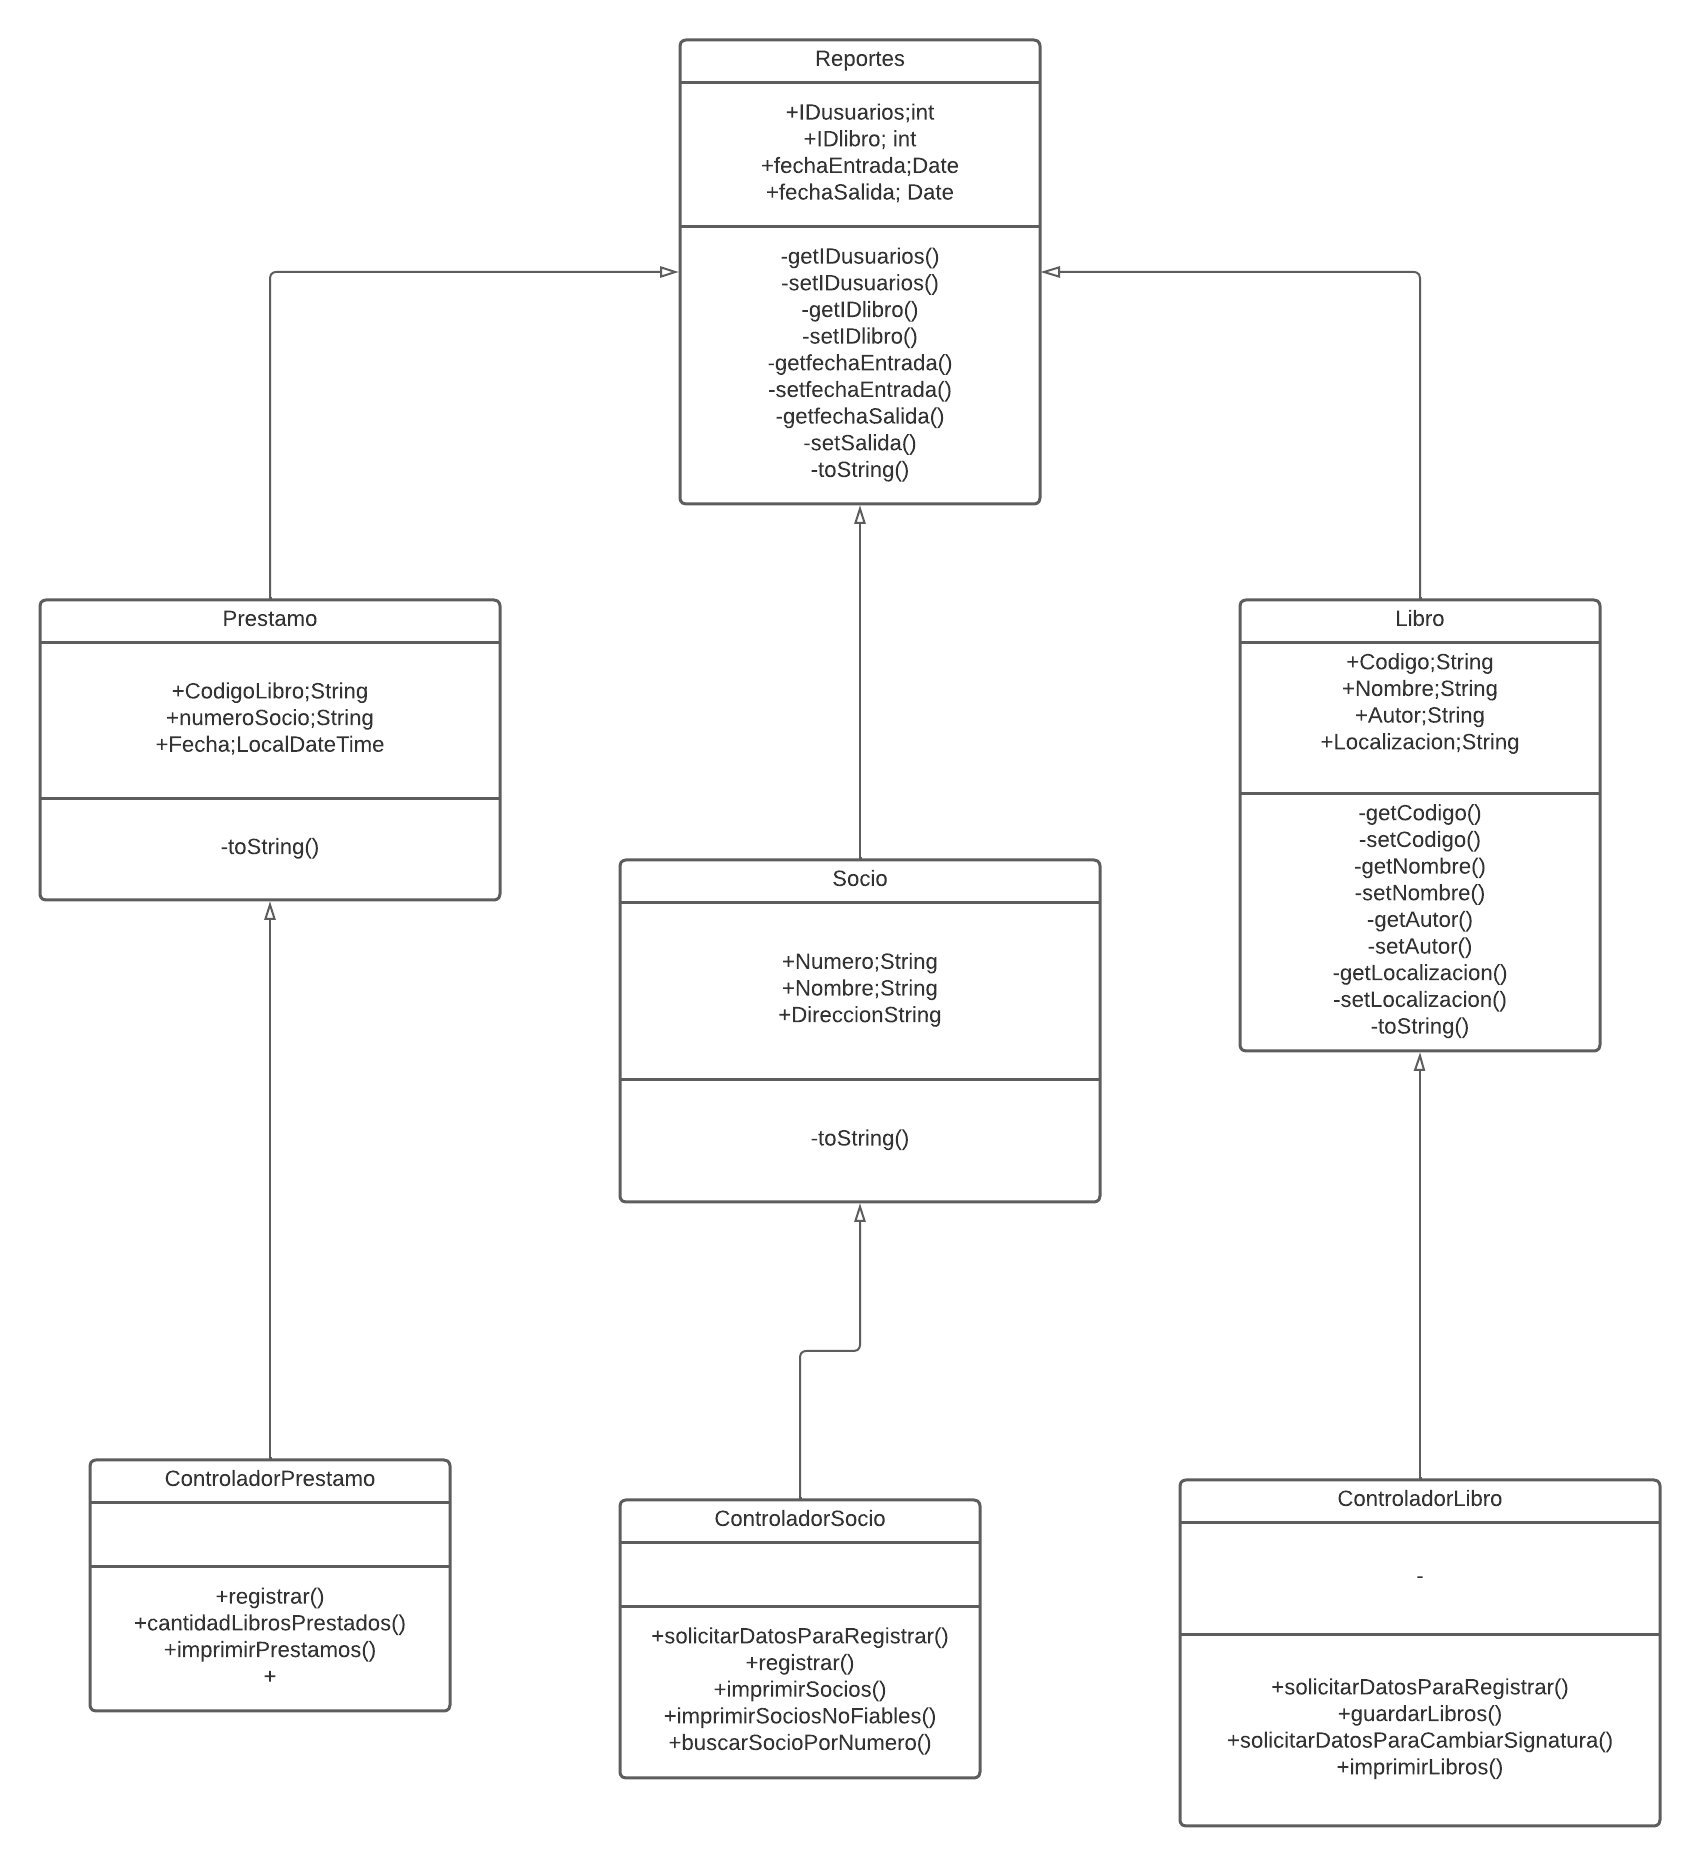 Reportes
+IDusuarios;int
+IDlibro; int
+fechaEntrada;Date
+fechaSalida; Date
-getIDusuarios()
-setIDusuarios()
-getIDlibro()
-setIDlibro()
-getfechaEntrada()
-setfechaEntrada()
-getfechaSalida()
-setSalida()
-toString()
Prestamo
+CodigoLibro;String
+numeroSocio;String
+Fecha;LocalDateTime
-toString()
Socio
+Numero;String
+Nombre;String
+DireccionString
-toString()
Libro
+Codigo;String
+Nombre;String
+Autor;String
+Localizacion;String
-getCodigo()
-setCodigo()
-getNombre()
-setNombre()
-getAutor()
-setAutor()
-getLocalizacion()
-setLocalizacion()
-toString()
ControladorPrestamo
+registrar()
+cantidadLibrosPrestados()
+imprimirPrestamos()
+
ControladorSocio
+solicitarDatosParaRegistrar()
+registrar()
+imprimirSocios()
+imprimirSociosNoFiables()
+buscarSocioPorNumero()
ControladorLibro
-
+solicitarDatosParaRegistrar()
+guardarLibros()
+solicitarDatosParaCambiarSignatura()
+imprimirLibros()